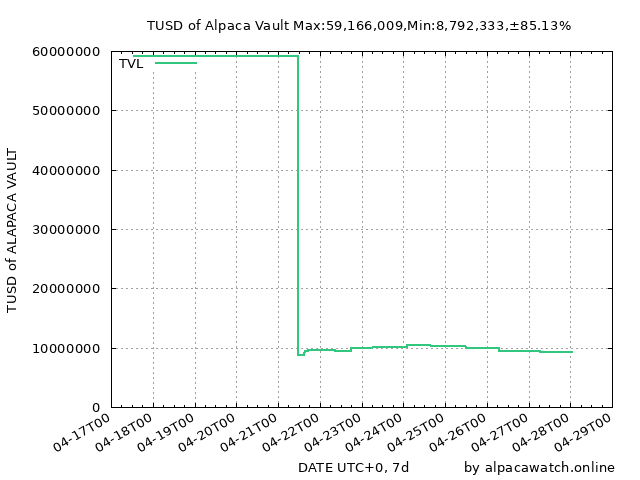 TUSD of Alpaca Vault Max:59,166,009,Min:8,792,333,±85.13%
TVL
60000000
50000000
40000000
30000000
20000000
10000000
0
TUSD of ALAPACA VAULT
04-17T00
04-18T00
04-19T00
04-20T00
04-21T00
04-22T00
04-23T00
04-24T00
04-25T00
04-26T00
04-27T00
04-28T00
04-29T00
DATE UTC+0, 7d
by alpacawatch.online